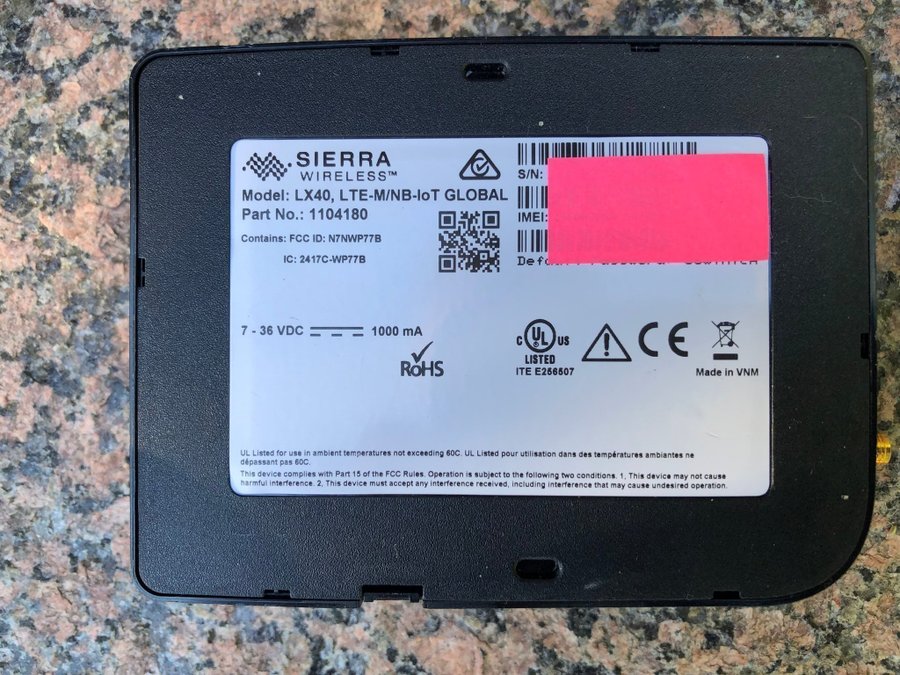 SIERRA
WIRELESS™
Model: LX40, LTE-M/NB-IoT GLOBAL
Part No.: 1104180
Contains: FCC ID: N7NWP77B
IC: 2417C-WP77B
S/N:
IMEI:
7 - 36 VDC 1000 mA
RoHS
C UL US
LISTED
ITE E256507
CE
Made in VNM
UL Listed for use in ambient temperatures not exceeding 60C. UL Listed pour utilisation dans des températures ambiantes ne
dépassant pas 60C.
This device complies with Part 15 of the FCC Rules. Operation is subject to the following two conditions. 1, This device may not cause
harmful interference. 2, This device must accept any interference received, including interference that may cause undesired operation.